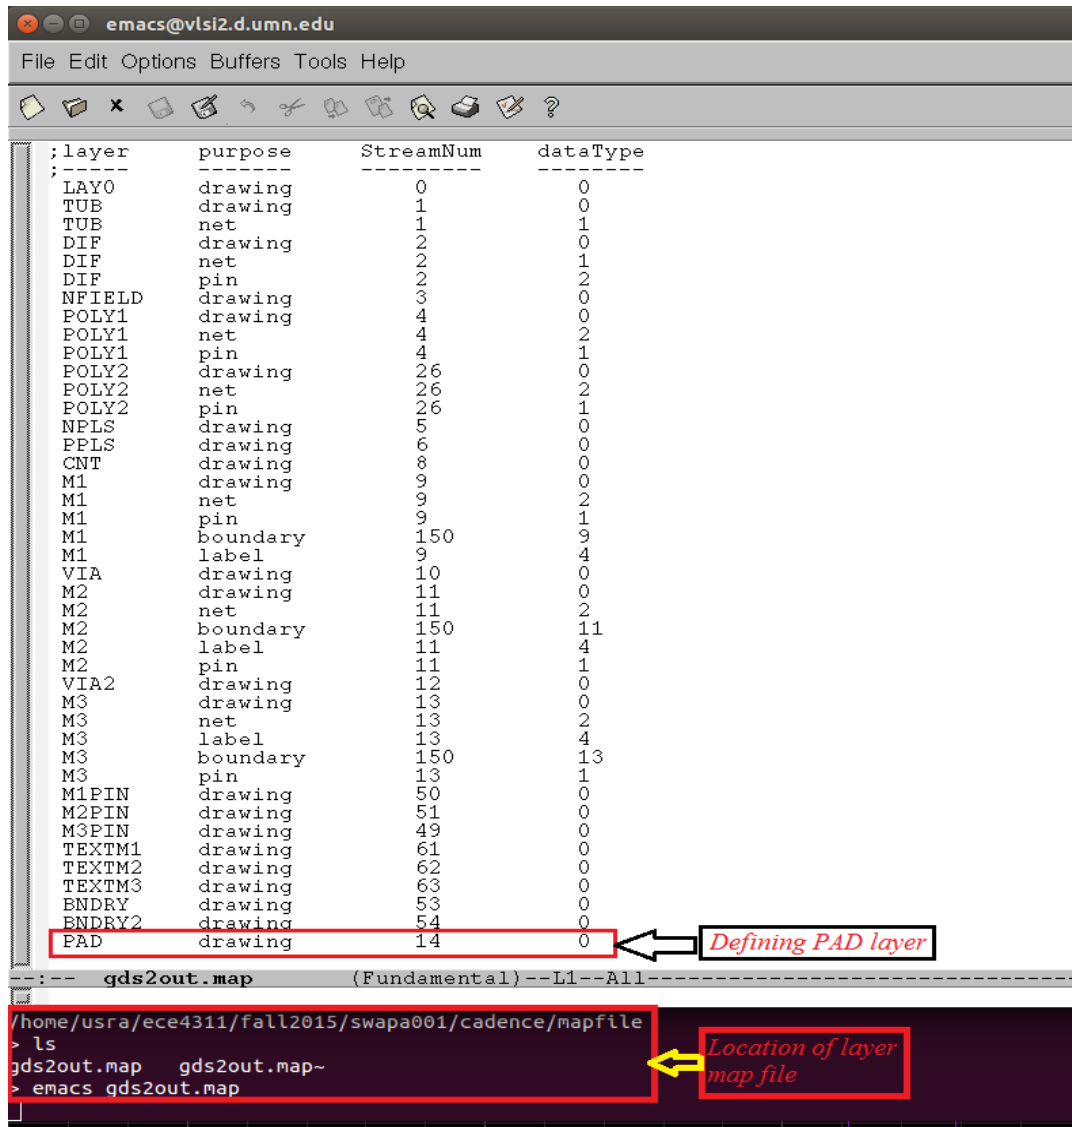 emacs@vlsi2.d.umn.edu
File Edit Options Buffers Tools Help
;layer purpose StreamNum dataType
;----- ------- --------- --------
LAY0 drawing 0 0
TUB drawing 1 0
TUB net 1 1
DIF drawing 2 0
DIF net 2 1
DIF pin 2 2
NFIELD drawing 3 0
POLY1 drawing 4 0
POLY1 net 4 2
POLY1 pin 4 1
POLY2 drawing 26 0
POLY2 net 26 2
POLY2 pin 26 1
NPLS drawing 5 0
PPLS drawing 6 0
CNT drawing 8 0
M1 drawing 9 0
M1 net 9 2
M1 pin 9 1
M1 boundary 150 9
M1 label 9 4
VIA drawing 10 0
M2 drawing 11 0
M2 net 11 2
M2 boundary 150 11
M2 label 11 4
M2 pin 11 1
VIA2 drawing 12 0
M3 drawing 13 0
M3 net 13 2
M3 label 13 4
M3 boundary 150 13
M3 pin 13 1
M1PIN drawing 50 0
M2PIN drawing 51 0
M3PIN drawing 49 0
TEXTM1 drawing 61 0
TEXTM2 drawing 62 0
TEXTM3 drawing 63 0
BNDRY drawing 53 0
BNDRY2 drawing 54 0
PAD drawing 14 0 Defining PAD layer
--:-- gds2out.map (Fundamental)--L1--All--------------------------------
/home/usra/ece4311/fall2015/swapa001/cadence/mapfile
> ls
gds2out.map gds2out.map~
> emacs gds2out.map
Location of layer
map file